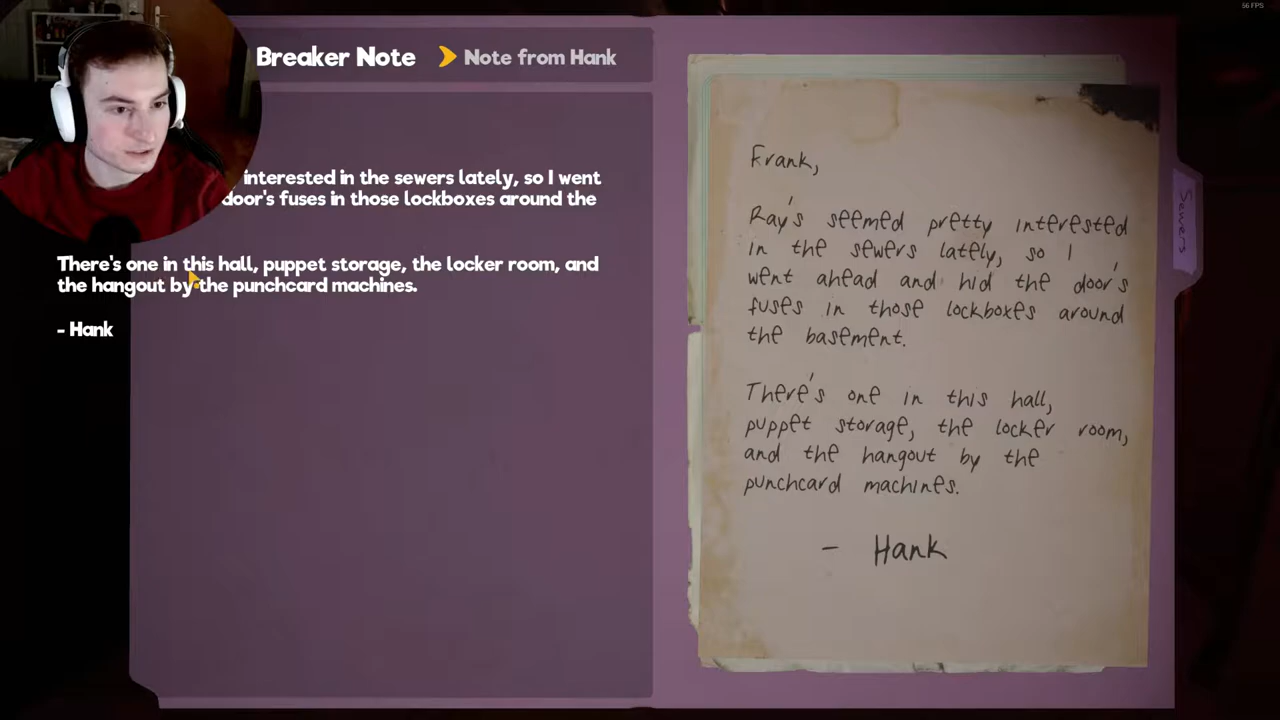 56 FPS
Breaker Note
Note from Hank
interested in the sewers lately, so I went
door's fuses in those lockboxes around the
There's one in this hall, puppet storage, the locker room, and
the hangout by the punchcard machines.
- Hank
Frank,
Ray's seemed pretty interested
in the sewers lately, so I
went ahead and hid the door's
fuses in those lockboxes around
the basement.
There's one in this hall,
puppet storage, the locker room,
and the hangout by the
punchcard machines.
- Hank
Sewers